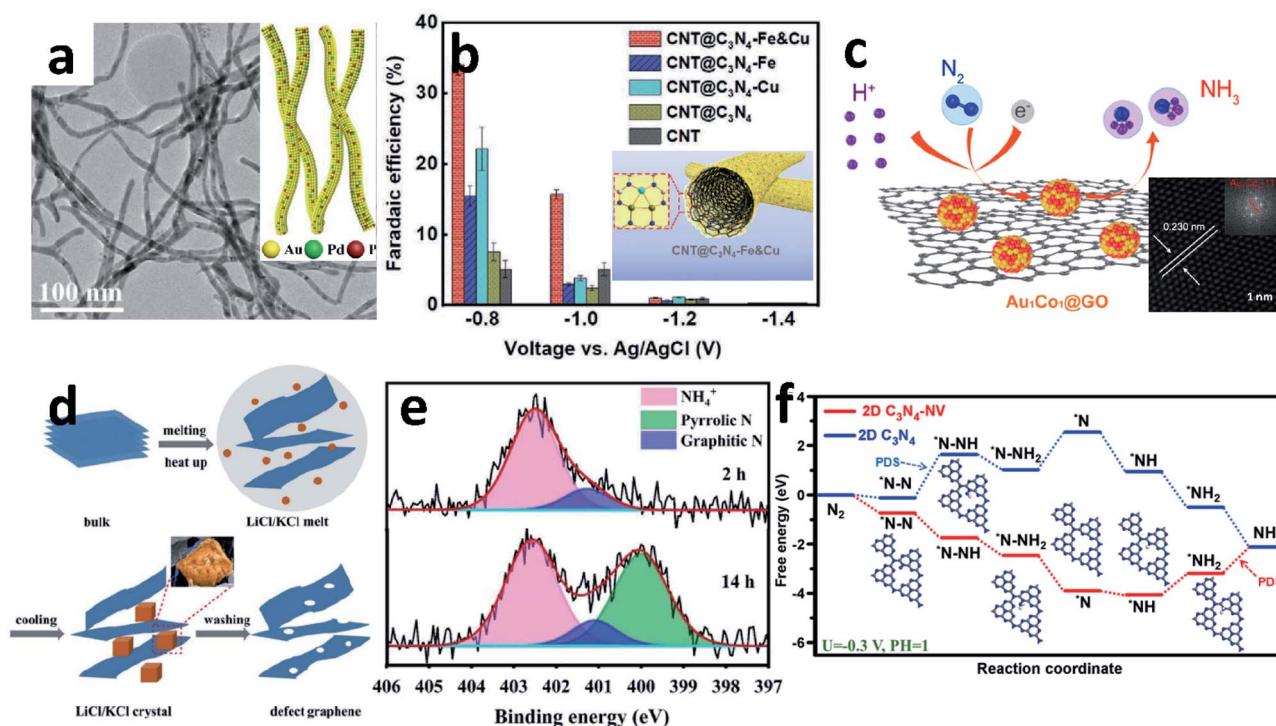 a
Au Pd P
100 nm
b
Faradaic efficiency (%)
40
30
20
10
0
CNT@C₃N₄-Fe&Cu
CNT@C₃N₄-Fe
CNT@C₃N₄-Cu
CNT@C₃N₄
CNT
CNT@C₃N₄-Fe&Cu
-0.8 -1.0 -1.2 -1.4
Voltage vs. Ag/AgCl (V)
c
H⁺
N₂
e⁻
NH₃
0.230 nm
1 nm
Au₁Co₁@GO
d
melting
heat up
bulk
LiCl/KCl melt
cooling
washing
LiCl/KCl crystal
defect graphene
e
NH₄⁺
Pyrrolic N
Graphitic N
2 h
14 h
406 405 404 403 402 401 400 399 398 397
Binding energy (eV)
f
2D C₃N₄-NV
2D C₃N₄
Free energy (eV)
6
4
2
0
-2
-4
-6
PDS
N₂
*N-N
*N-NH
*N-NH₂
*N
*NH
*NH₂
NH
*N-N
*N-NH
*N-NH₂
*N
*NH
*NH₂
PDS
U=-0.3 V, PH=1
Reaction coordinate